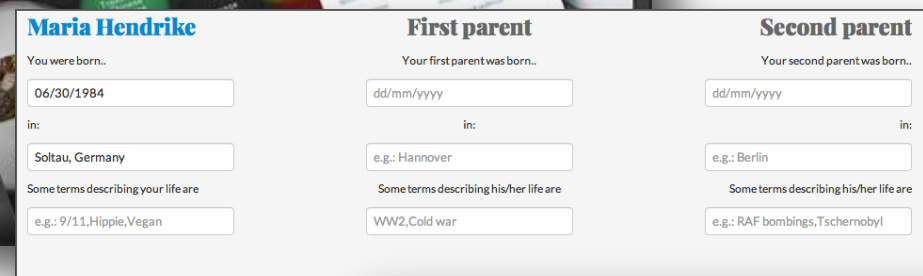 Maria Hendrike
You were born..
06/30/1984
in:
Soltau, Germany
Some terms describing your life are
e.g.: 9/11,Hippie,Vegan
First parent
Your first parent was born..
dd/mm/yyyy
in:
e.g.: Hannover
Some terms describing his/her life are
WW2,Cold war
Second parent
Your second parent was born..
dd/mm/yyyy
in:
e.g.: Berlin
Some terms describing his/her life are
e.g.: RAF bombings,Tschernobyl